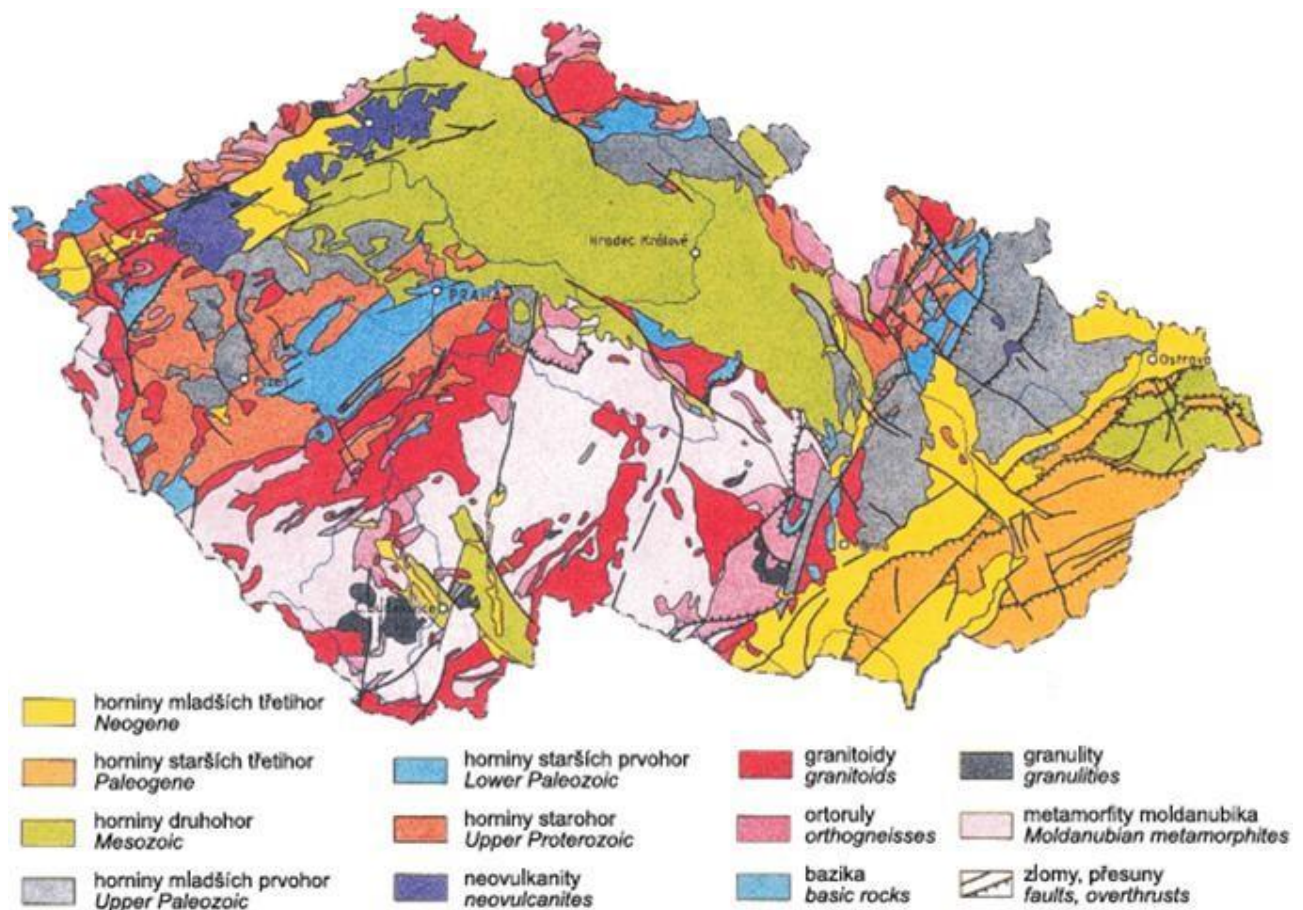 Hradec Králové
PRAHA
Plzeň
Ostrava
Č.Budějovice
horniny mladších třetihor
Neogene
horniny starších třetihor
Paleogene
horniny druhohor
Mesozoic
horniny mladších prvohor
Upper Paleozoic
horniny starších prvohor
Lower Paleozoic
horniny starohor
Upper Proterozoic
neovulkanity
neovulcanites
granitoidy
granitoids
ortoruly
orthogneisses
bazika
basic rocks
granulity
granulities
metamorfity moldanubika
Moldanubian metamorphites
zlomy, přesuny
faults, overthrusts